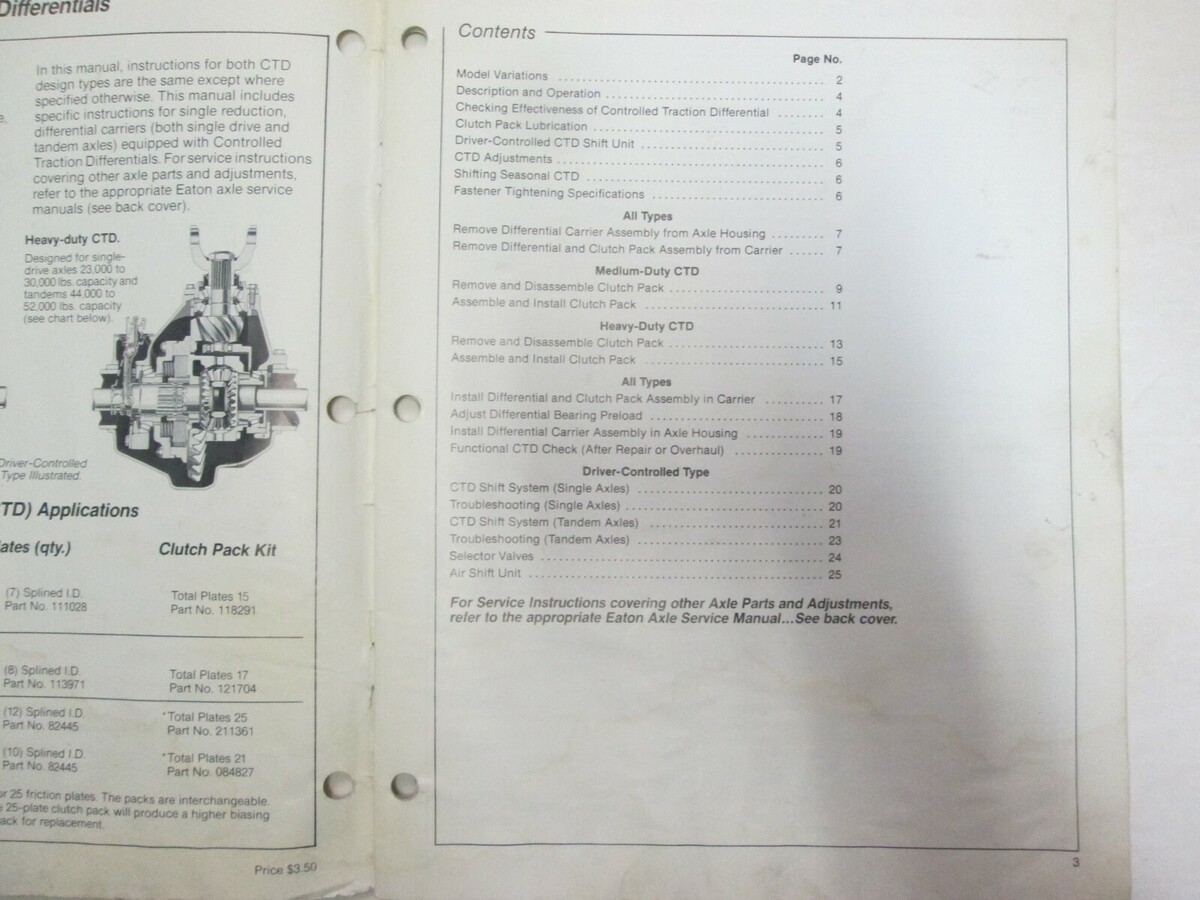 Differentials
In this manual, instructions for both CTD
design types are the same except where
specified otherwise. This manual includes
specific instructions for single reduction,
differential carriers (both single drive and
tandem axles) equipped with Controlled
Traction Differentials. For service instructions
covering other axle parts and adjustments,
refer to the appropriate Eaton axle service
manuals (see back cover).
Heavy-duty CTD.
Designed for single-
drive axles 23,000 to
30,000 lbs. capacity and
tandems 44,000 to
52,000 lbs. capacity
(see chart below).
Driver-Controlled
Type Illustrated.
TD) Applications
ates (qty.) Clutch Pack Kit
(7) Splined I.D. Total Plates 15
Part No. 111028 Part No. 118291
(8) Splined I.D. Total Plates 17
Part No. 113971 Part No. 121704
(12) Splined I.D. *Total Plates 25
Part No. 82445 Part No. 211361
(10) Splined I.D. *Total Plates 21
Part No. 82445 Part No. 084827
or 25 friction plates. The packs are interchangeable.
25-plate clutch pack will produce a higher biasing
ack for replacement.
Price $3.50
Contents
Page No.
Model Variations 2
Description and Operation 4
Checking Effectiveness of Controlled Traction Differential 4
Clutch Pack Lubrication 5
Driver-Controlled CTD Shift Unit 5
CTD Adjustments 6
Shifting Seasonal CTD 6
Fastener Tightening Specifications 6
All Types
Remove Differential Carrier Assembly from Axle Housing 7
Remove Differential and Clutch Pack Assembly from Carrier 7
Medium-Duty CTD
Remove and Disassemble Clutch Pack 9
Assemble and Install Clutch Pack 11
Heavy-Duty CTD
Remove and Disassemble Clutch Pack 13
Assemble and Install Clutch Pack 15
All Types
Install Differential and Clutch Pack Assembly in Carrier 17
Adjust Differential Bearing Preload 18
Install Differential Carrier Assembly in Axle Housing 19
Functional CTD Check (After Repair or Overhaul) 19
Driver-Controlled Type
CTD Shift System (Single Axles) 20
Troubleshooting (Single Axles) 20
CTD Shift System (Tandem Axles) 21
Troubleshooting (Tandem Axles) 23
Selector Valves 24
Air Shift Unit 25
For Service Instructions covering other Axle Parts and Adjustments,
refer to the appropriate Eaton Axle Service Manual...See back cover.
3